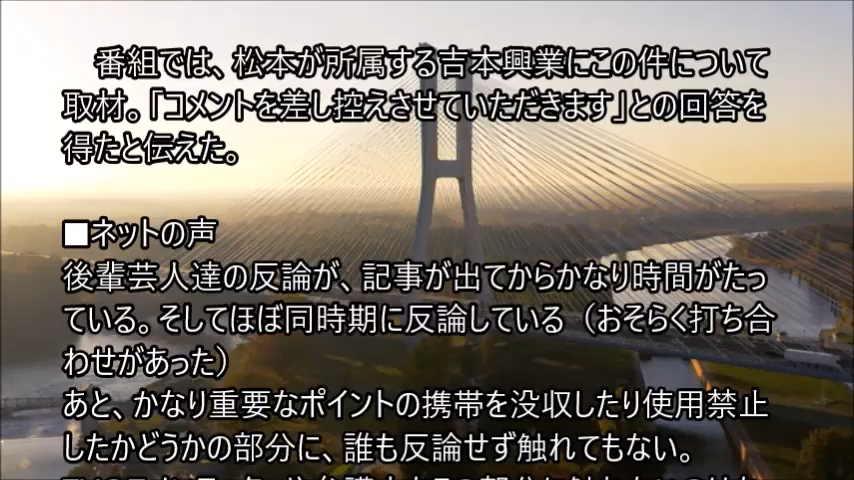 番組では、松本が所属する吉本興業にこの件について
取材。「コメントを差し控えさせていただきます」との回答を
得たと伝えた。
■ネットの声
後輩芸人達の反論が、記事が出てからかなり時間がたっ
ている。そしてほぼ同時期に反論している（おそらく打ち合
わせがあった）
あと、かなり重要なポイントの携帯を没収したり使用禁止
したかどうかの部分に、誰も反論せず触れてもない。